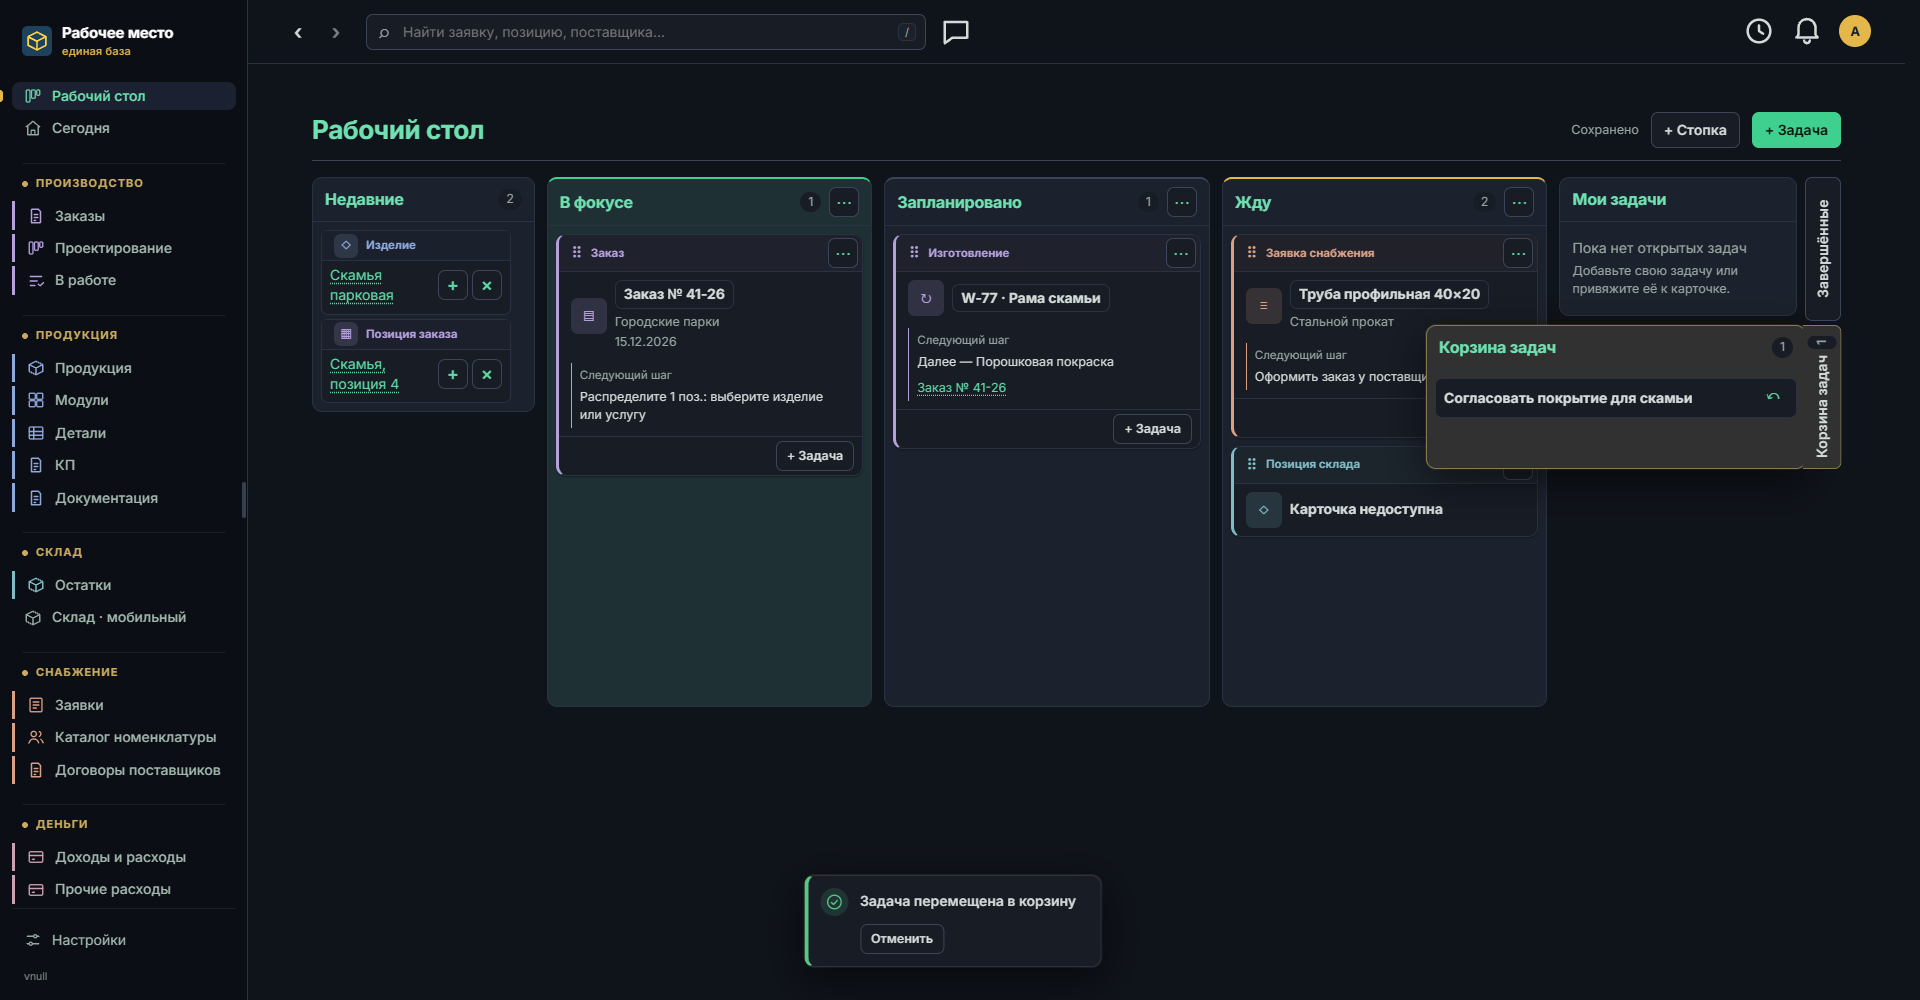 Рабочее место
единая база
Найти заявку, позицию, поставщика...
/
А
Рабочий стол
Сегодня
ПРОИЗВОДСТВО
Заказы
Проектирование
В работе
ПРОДУКЦИЯ
Продукция
Модули
Детали
КП
Документация
СКЛАД
Остатки
Склад · мобильный
СНАБЖЕНИЕ
Заявки
Каталог номенклатуры
Договоры поставщиков
ДЕНЬГИ
Доходы и расходы
Прочие расходы
Настройки
vnull
Рабочий стол
Сохранено
+ Стопка
+ Задача
Недавние
2
Изделие
Скамья
парковая
Позиция заказа
Скамья,
позиция 4
В фокусе
1
Заказ
Заказ № 41-26
Городские парки
15.12.2026
Следующий шаг
Распределите 1 поз.: выберите изделие
или услугу
+ Задача
Запланировано
1
Изготовление
W-77 · Рама скамьи
Следующий шаг
Далее — Порошковая покраска
Заказ № 41-26
+ Задача
Жду
2
Заявка снабжения
Труба профильная 40×20
Стальной прокат
Следующий шаг
Оформить заказ у поставщи
Позиция склада
Карточка недоступна
Мои задачи
Пока нет открытых задач
Добавьте свою задачу или
привяжите её к карточке.
Завершённые
Корзина задач
1
Согласовать покрытие для скамьи
1
Корзина задач
Задача перемещена в корзину
Отменить